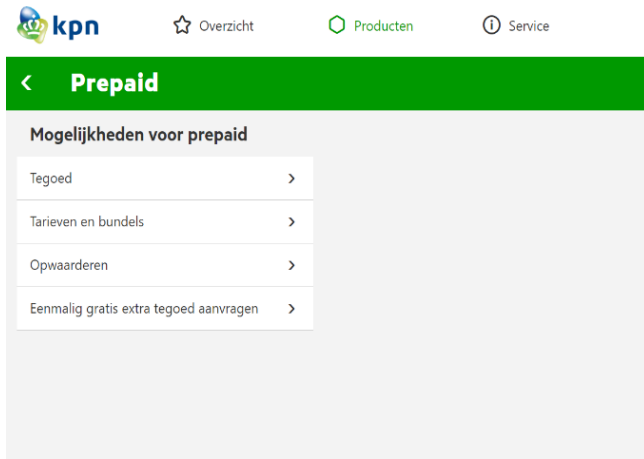 kpn
Overzicht
Producten
Service
Prepaid
Mogelijkheden voor prepaid
Tegoed
Tarieven en bundels
Opwaarderen
Eenmalig gratis extra tegoed aanvragen